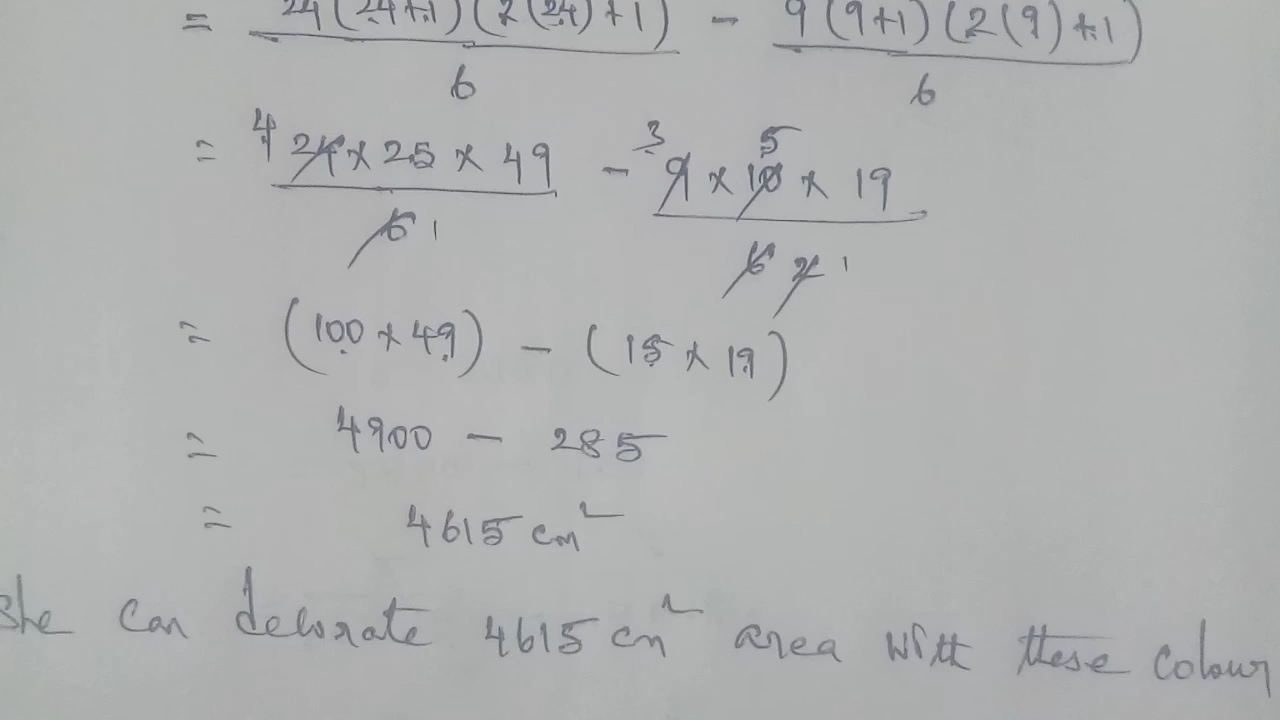 = 24(24+1)(2(24)+1) / 6 - 9(9+1)(2(9)+1) / 6
= 4 24 × 25 × 49 / 6 1 - 3 9 × 10 5 × 19 / 6 2 1
= (100 × 49) - (15 × 19)
= 4900 - 285
= 4615 cm²
She can decorate 4615 cm² area with these colour